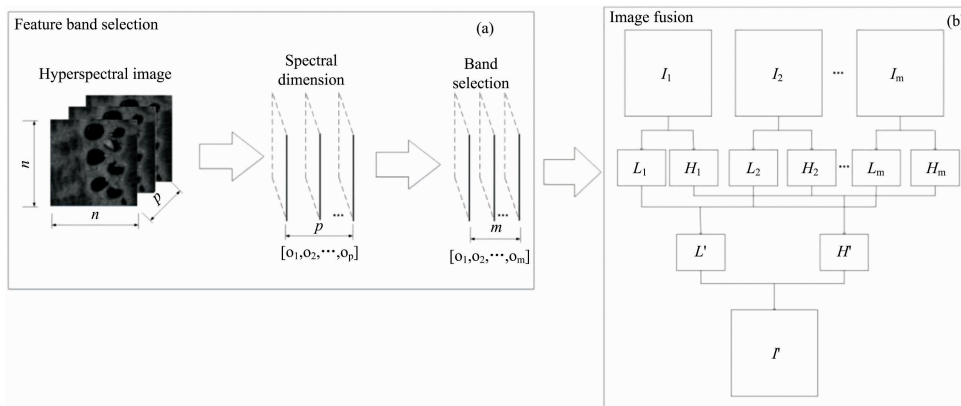 Feature band selection
(a)
Hyperspectral image
n
n
p
Spectral
dimension
...
p
[o₁,o₂,···,oₚ]
Band
selection
...
m
[o₁,o₂,···,oₘ]
Image fusion
(b)
I₁
I₂
...
Iₘ
L₁
H₁
L₂
H₂
...
Lₘ
Hₘ
L'
H'
I'